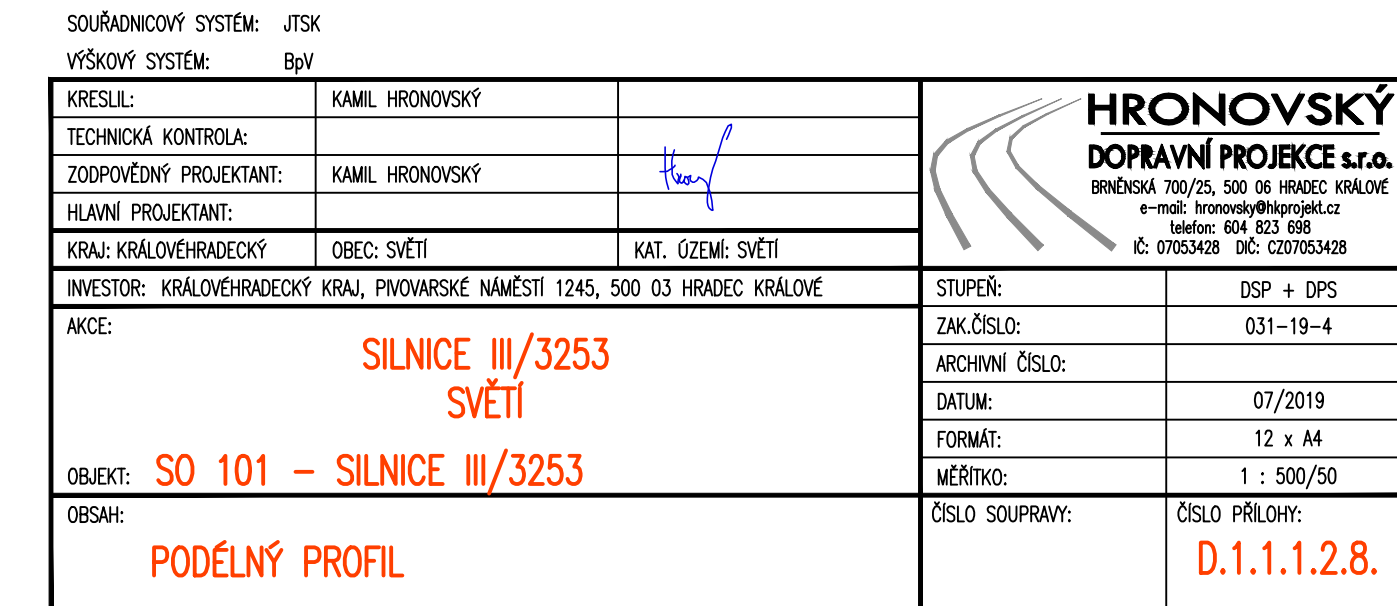 SOUŘADNICOVÝ SYSTÉM: JTSK
VÝŠKOVÝ SYSTÉM: BpV
KRESLIL: KAMIL HRONOVSKÝ
TECHNICKÁ KONTROLA:
ZODPOVĚDNÝ PROJEKTANT: KAMIL HRONOVSKÝ
HLAVNÍ PROJEKTANT:
KRAJ: KRÁLOVÉHRADECKÝ OBEC: SVĚTÍ KAT. ÚZEMÍ: SVĚTÍ
HRONOVSKÝ
DOPRAVNÍ PROJEKCE s.r.o.
BRNĚNSKÁ 700/25, 500 06 HRADEC KRÁLOVÉ
e-mail: hronovsky@hkprojekt.cz
telefon: 604 823 698
IČ: 07053428 DIČ: CZ07053428
INVESTOR: KRÁLOVÉHRADECKÝ KRAJ, PIVOVARSKÉ NÁMĚSTÍ 1245, 500 03 HRADEC KRÁLOVÉ
AKCE:
SILNICE III/3253
SVĚTÍ
OBJEKT: SO 101 – SILNICE III/3253
STUPEŇ: DSP + DPS
ZAK.ČÍSLO: 031-19-4
ARCHIVNÍ ČÍSLO:
DATUM: 07/2019
FORMÁT: 12 x A4
MĚŘÍTKO: 1 : 500/50
OBSAH:
PODÉLNÝ PROFIL
ČÍSLO SOUPRAVY:
ČÍSLO PŘÍLOHY:
D.1.1.1.2.8.